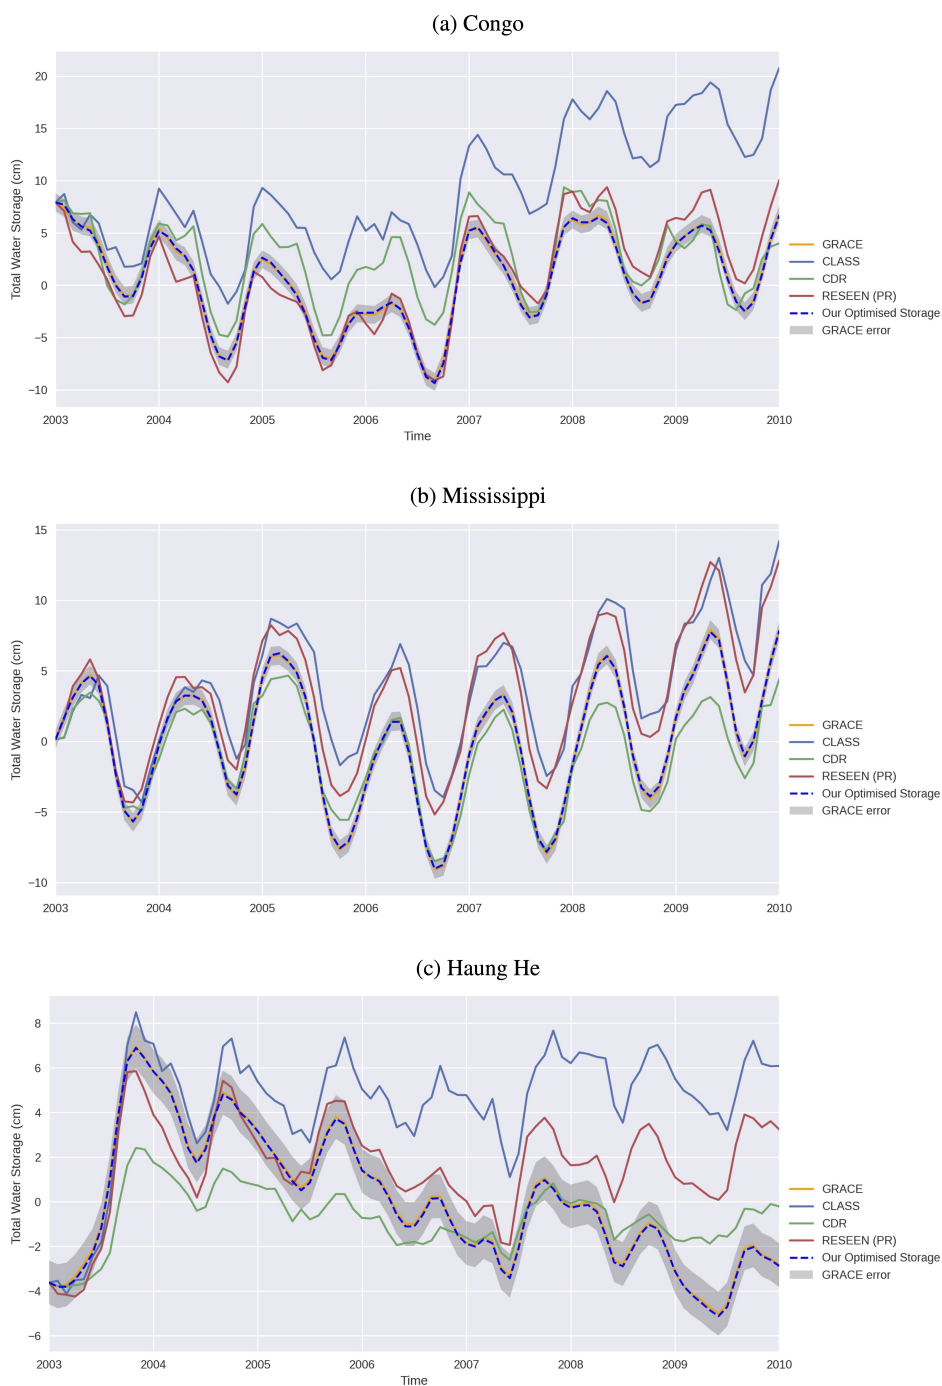 (a) Congo
Total Water Storage (cm)
20
15
10
5
0
−5
−10
2003 2004 2005 2006 2007 2008 2009 2010
Time
GRACE
CLASS
CDR
RESEEN (PR)
Our Optimised Storage
GRACE error
(b) Mississippi
Total Water Storage (cm)
15
10
5
0
−5
−10
2003 2004 2005 2006 2007 2008 2009 2010
GRACE
CLASS
CDR
RESEEN (PR)
Our Optimised Storage
GRACE error
(c) Haung He
Total Water Storage (cm)
8
6
4
2
0
−2
−4
−6
2003 2004 2005 2006 2007 2008 2009 2010
Time
GRACE
CLASS
CDR
RESEEN (PR)
Our Optimised Storage
GRACE error